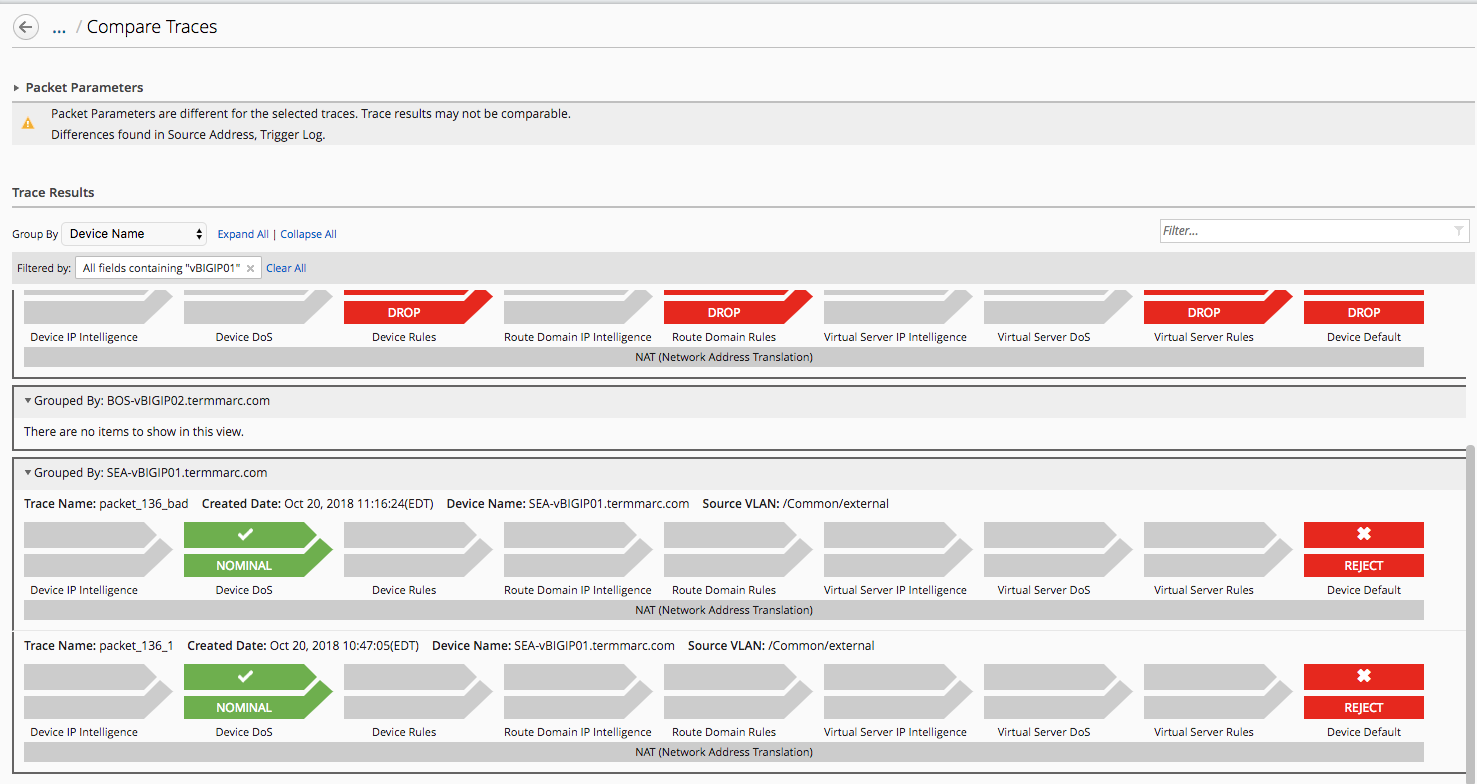 ... / Compare Traces
Packet Parameters
Packet Parameters are different for the selected traces. Trace results may not be comparable.
Differences found in Source Address, Trigger Log.
Trace Results
Group By Device Name Expand All | Collapse All Filter...
Filtered by: All fields containing "vBIGIP01" × Clear All
DROP DROP DROP DROP
Device IP Intelligence Device DoS Device Rules Route Domain IP Intelligence Route Domain Rules Virtual Server IP Intelligence Virtual Server DoS Virtual Server Rules Device Default
NAT (Network Address Translation)
Grouped By: BOS-vBIGIP02.termmarc.com
There are no items to show in this view.
Grouped By: SEA-vBIGIP01.termmarc.com
Trace Name: packet_136_bad Created Date: Oct 20, 2018 11:16:24(EDT) Device Name: SEA-vBIGIP01.termmarc.com Source VLAN: /Common/external
NOMINAL REJECT
Device IP Intelligence Device DoS Device Rules Route Domain IP Intelligence Route Domain Rules Virtual Server IP Intelligence Virtual Server DoS Virtual Server Rules Device Default
NAT (Network Address Translation)
Trace Name: packet_136_1 Created Date: Oct 20, 2018 10:47:05(EDT) Device Name: SEA-vBIGIP01.termmarc.com Source VLAN: /Common/external
NOMINAL REJECT
Device IP Intelligence Device DoS Device Rules Route Domain IP Intelligence Route Domain Rules Virtual Server IP Intelligence Virtual Server DoS Virtual Server Rules Device Default
NAT (Network Address Translation)